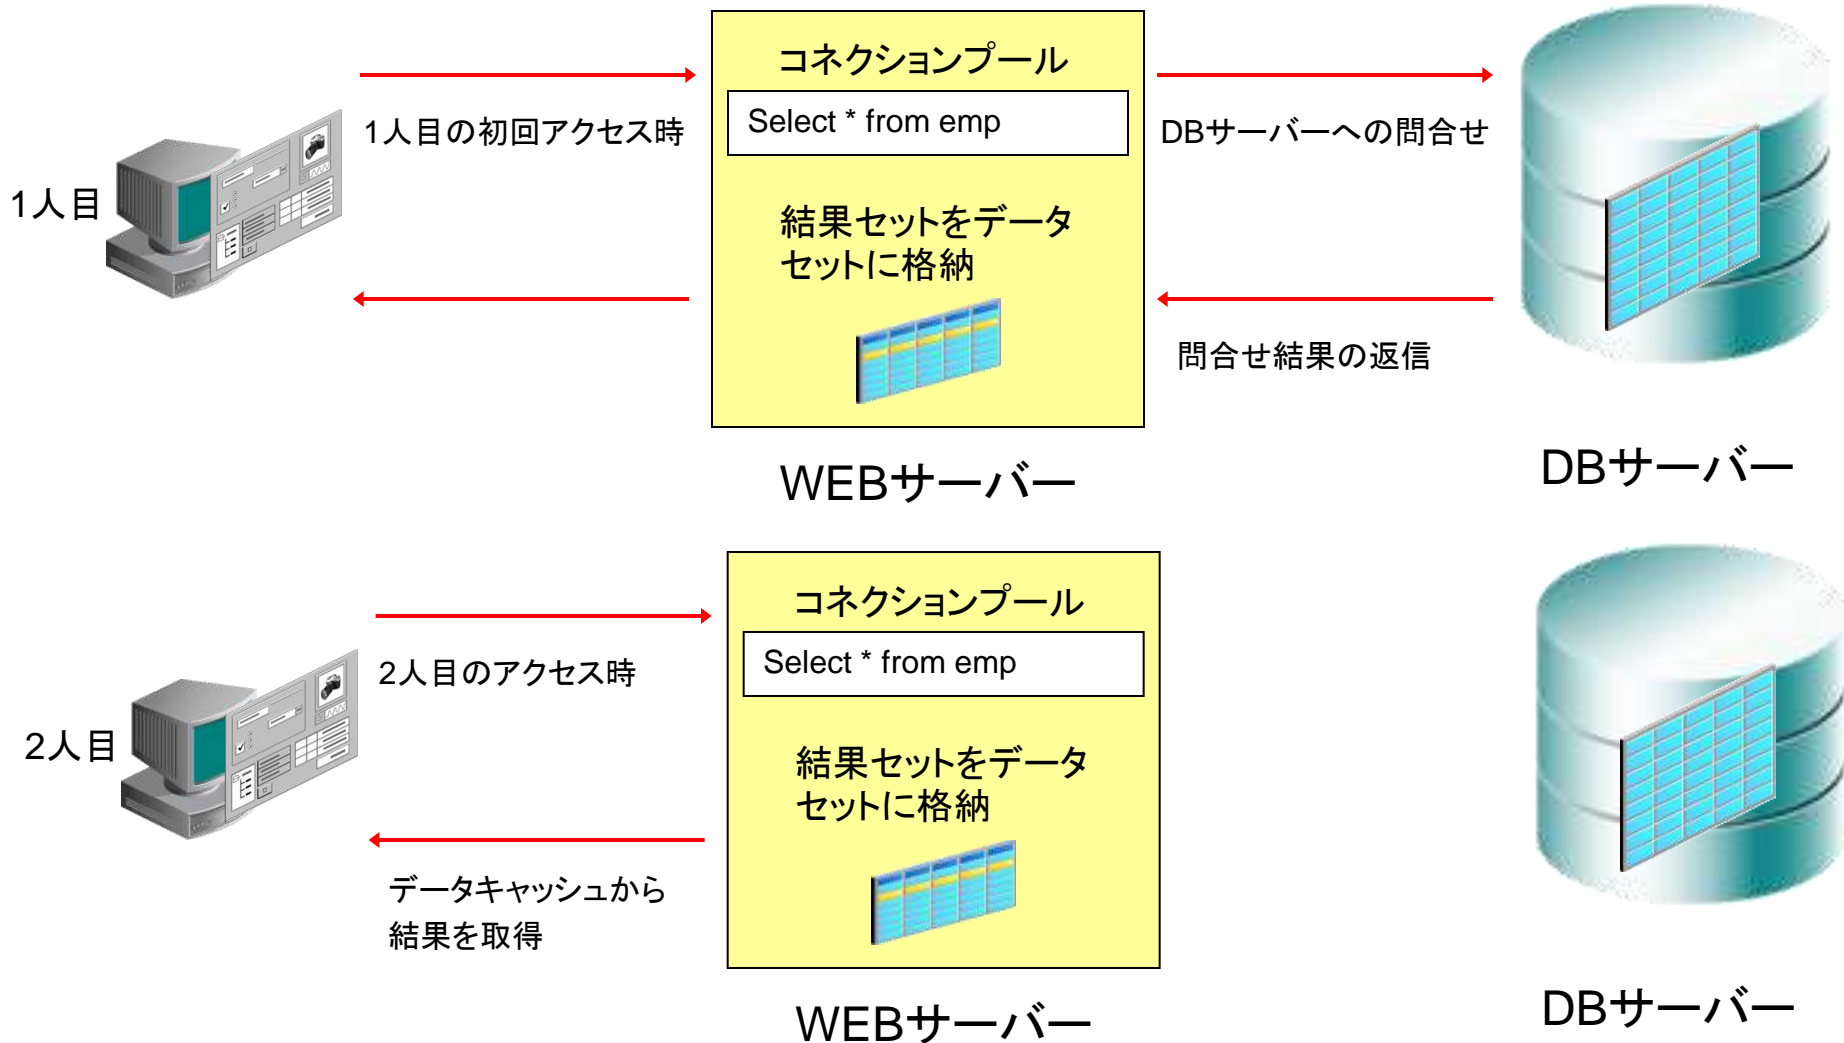 コネクションプール
Select * from emp
1人目の初回アクセス時
DBサーバーへの問合せ
1人目
結果セットをデータ
セットに格納
問合せ結果の返信
WEBサーバー
DBサーバー
コネクションプール
Select * from emp
2人目のアクセス時
2人目
結果セットをデータ
セットに格納
データキャッシュから
結果を取得
WEBサーバー
DBサーバー